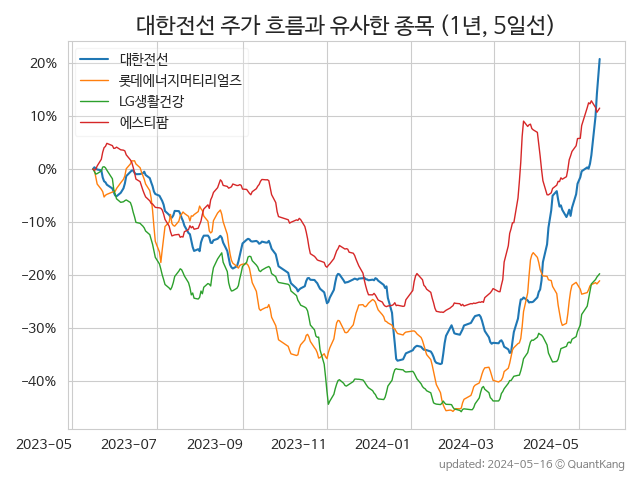 대한전선 주가 흐름과 유사한 종목 (1년, 5일선)
대한전선
롯데에너지머티리얼즈
LG생활건강
에스티팜
20%
10%
0%
−10%
−20%
−30%
−40%
2023-05 2023-07 2023-09 2023-11 2024-01 2024-03 2024-05
updated: 2024-05-16 © QuantKang